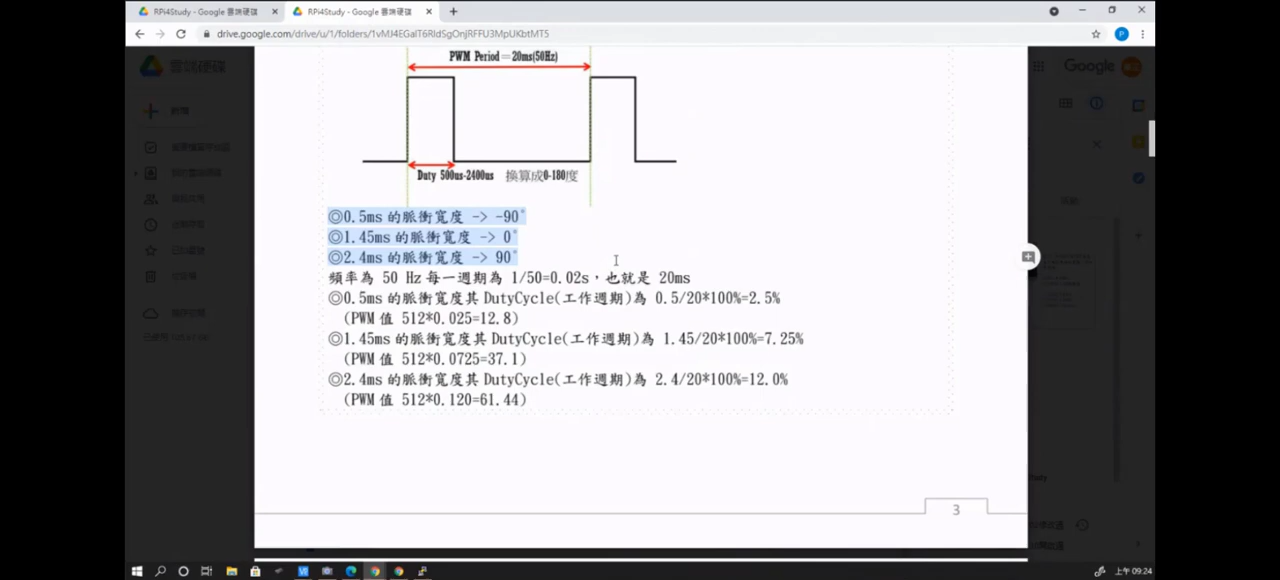 RPi4Study - Google 雲端硬碟
RPi4Study - Google 雲端硬碟
drive.google.com/drive/u/1/folders/1vMJ4EGalT6RldSgOnjRFFU3MpUKbtMT5
雲端硬碟
Google
PWM Period＝20ms(50Hz)
Duty 500us-2400us 換算成0-180度
◎0.5ms 的脈衝寬度 -> -90°
◎1.45ms 的脈衝寬度 -> 0°
◎2.4ms 的脈衝寬度 -> 90°
頻率為 50 Hz 每一週期為 1/50=0.02s，也就是 20ms
◎0.5ms 的脈衝寬度其 DutyCycle(工作週期)為 0.5/20*100%=2.5%
(PWM 值 512*0.025=12.8)
◎1.45ms 的脈衝寬度其 DutyCycle(工作週期)為 1.45/20*100%=7.25%
(PWM 值 512*0.0725=37.1)
◎2.4ms 的脈衝寬度其 DutyCycle(工作週期)為 2.4/20*100%=12.0%
(PWM 值 512*0.120=61.44)
3
上午 09:24